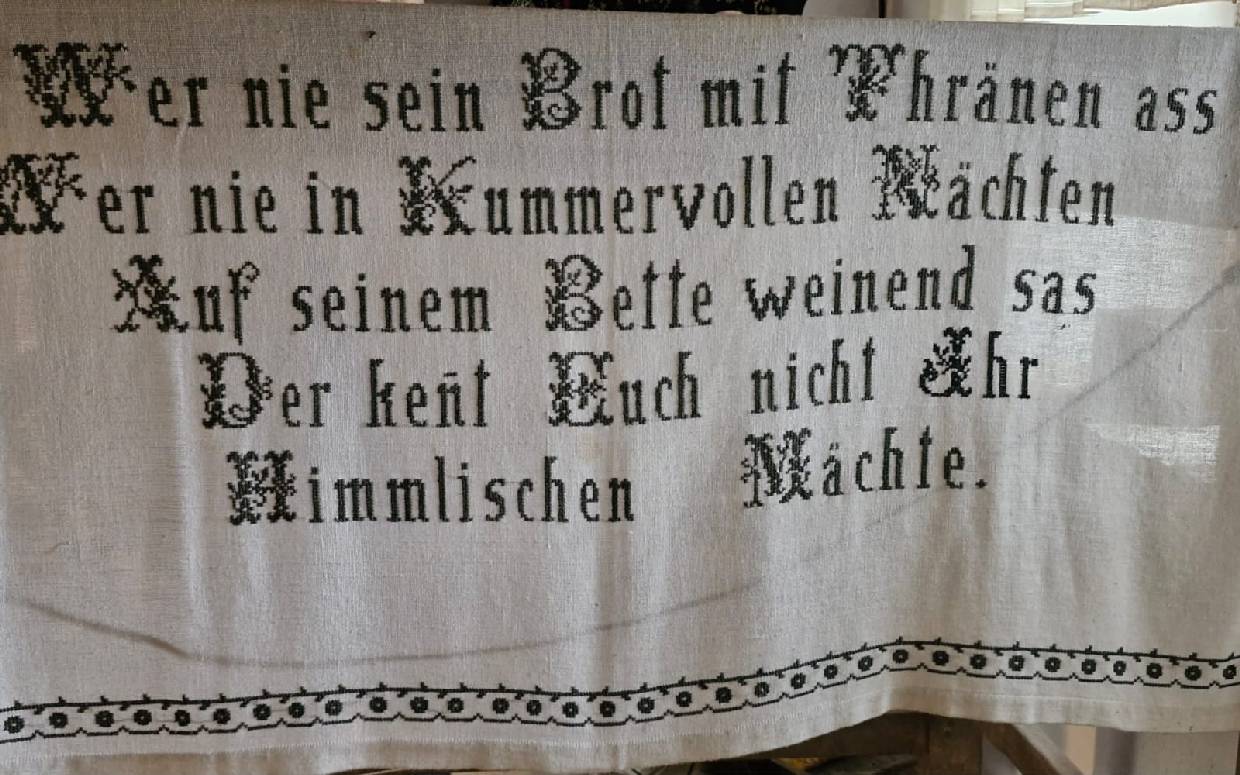 Wer nie sein Brot mit Thränen ass
Wer nie in Kummervollen Nächten
Auf seinem Bette weinend sas
Der keñt Euch nicht Ihr
Himmlischen Mächte.